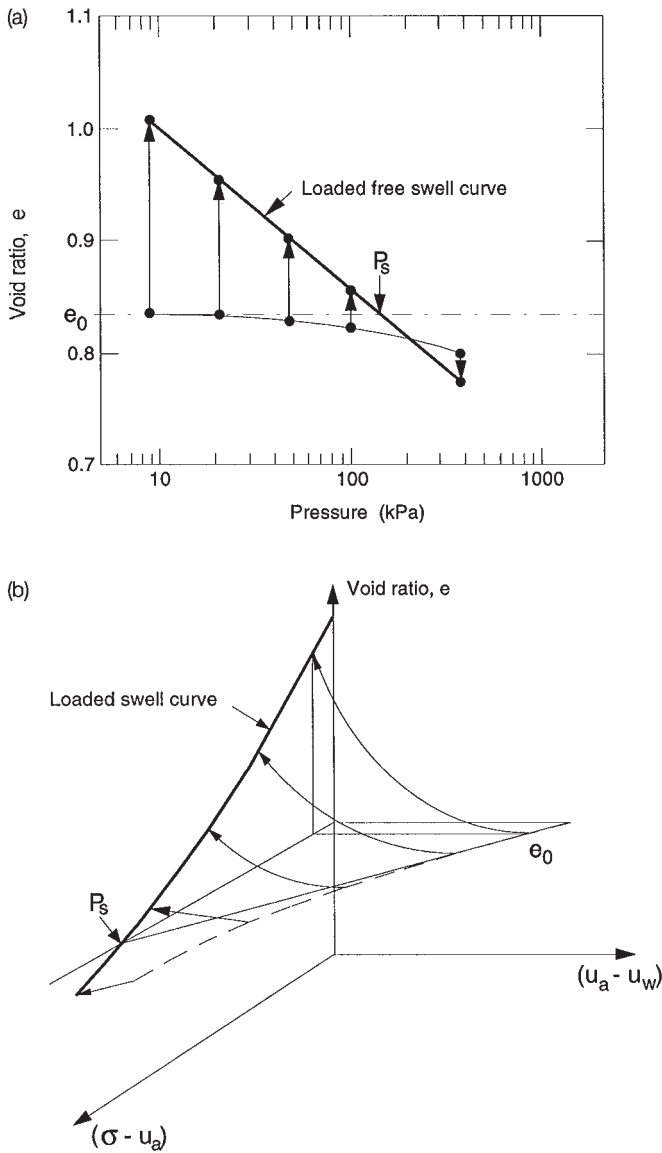 (a)
1.1
1.0
0.9
e0
0.8
0.7
Void ratio, e
Loaded free swell curve
Ps
10
100
1000
Pressure (kPa)
(b)
Void ratio, e
Loaded swell curve
e0
Ps
(ua - uw)
(σ - ua)